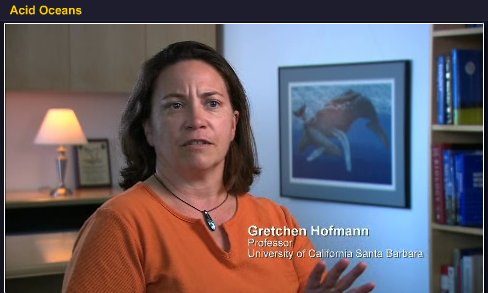 Acid Oceans
Gretchen Hofmann
Professor
University of California Santa Barbara